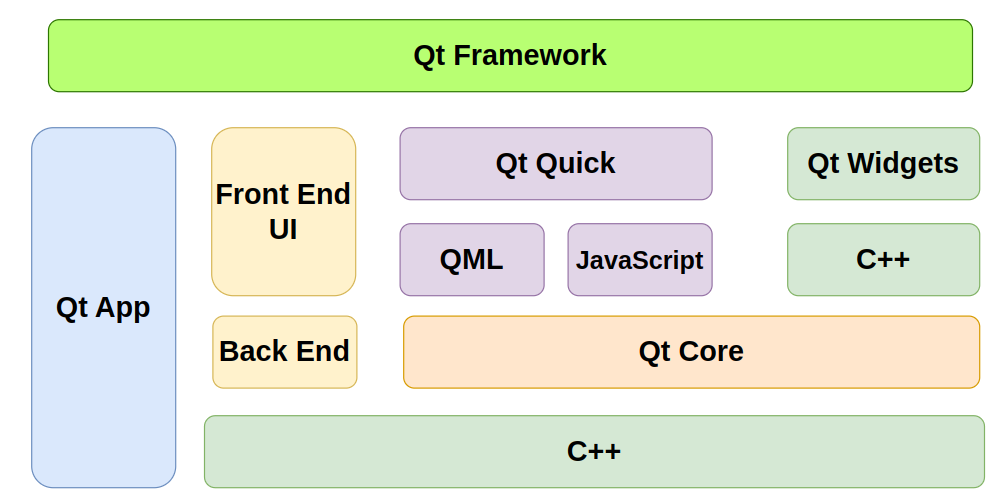 Qt Framework
Qt App
Front End
UI
Qt Quick
Qt Widgets
QML
JavaScript
C++
Back End
Qt Core
C++